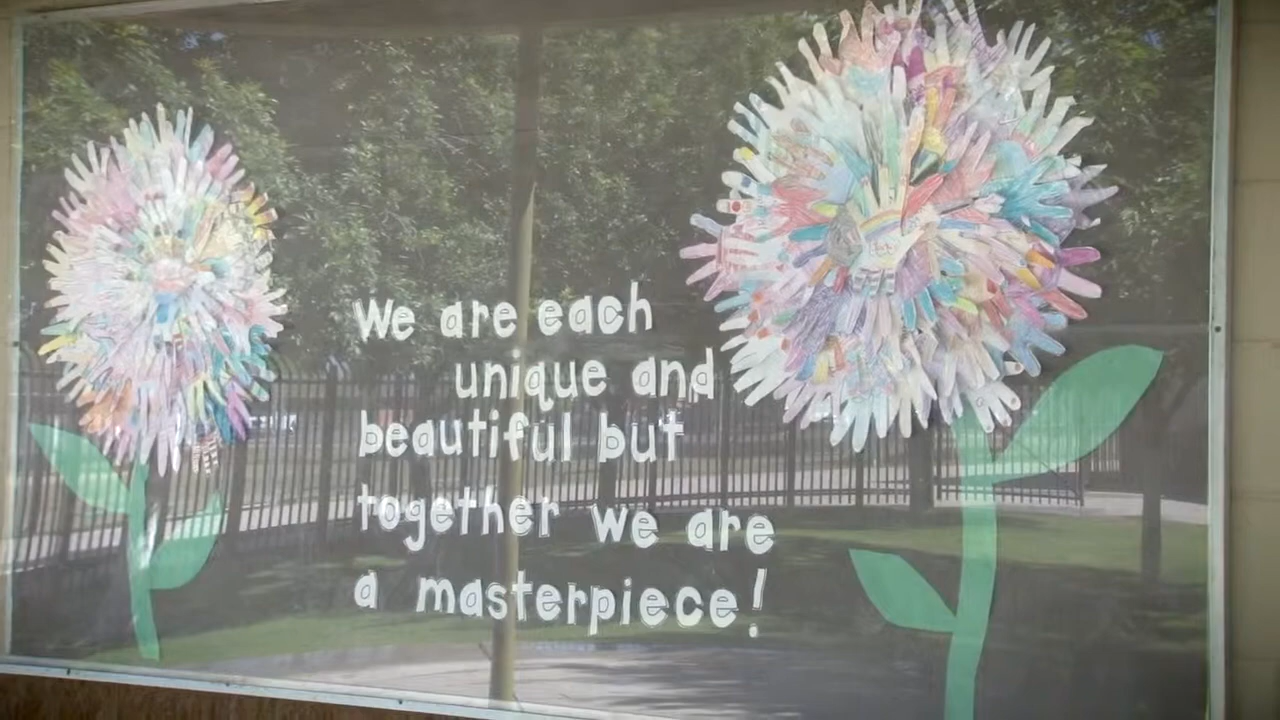 We are each
unique and
beautiful but
together we are
a masterpiece!